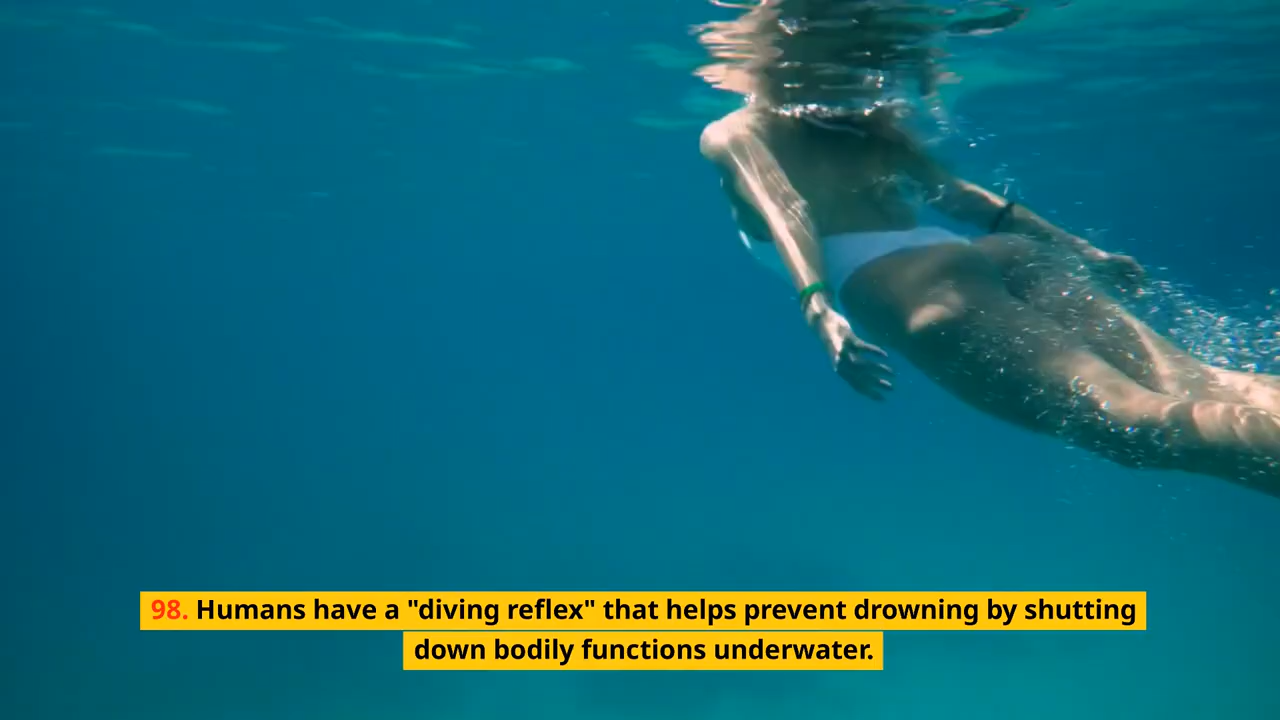 98. Humans have a "diving reflex" that helps prevent drowning by shutting
down bodily functions underwater.